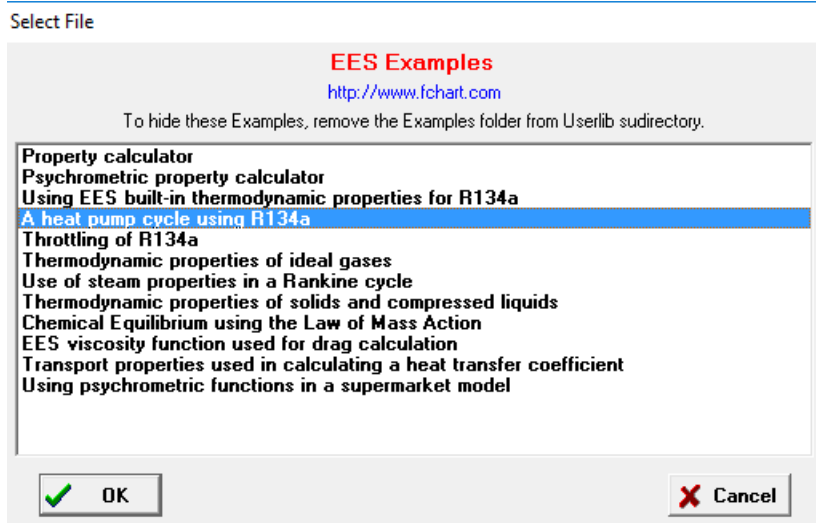 Select File
EES Examples
http://www.fchart.com
To hide these Examples, remove the Examples folder from Userlib sudirectory.
Property calculator
Psychrometric property calculator
Using EES built-in thermodynamic properties for R134a
A heat pump cycle using R134a
Throttling of R134a
Thermodynamic properties of ideal gases
Use of steam properties in a Rankine cycle
Thermodynamic properties of solids and compressed liquids
Chemical Equilibrium using the Law of Mass Action
EES viscosity function used for drag calculation
Transport properties used in calculating a heat transfer coefficient
Using psychrometric functions in a supermarket model
OK
Cancel